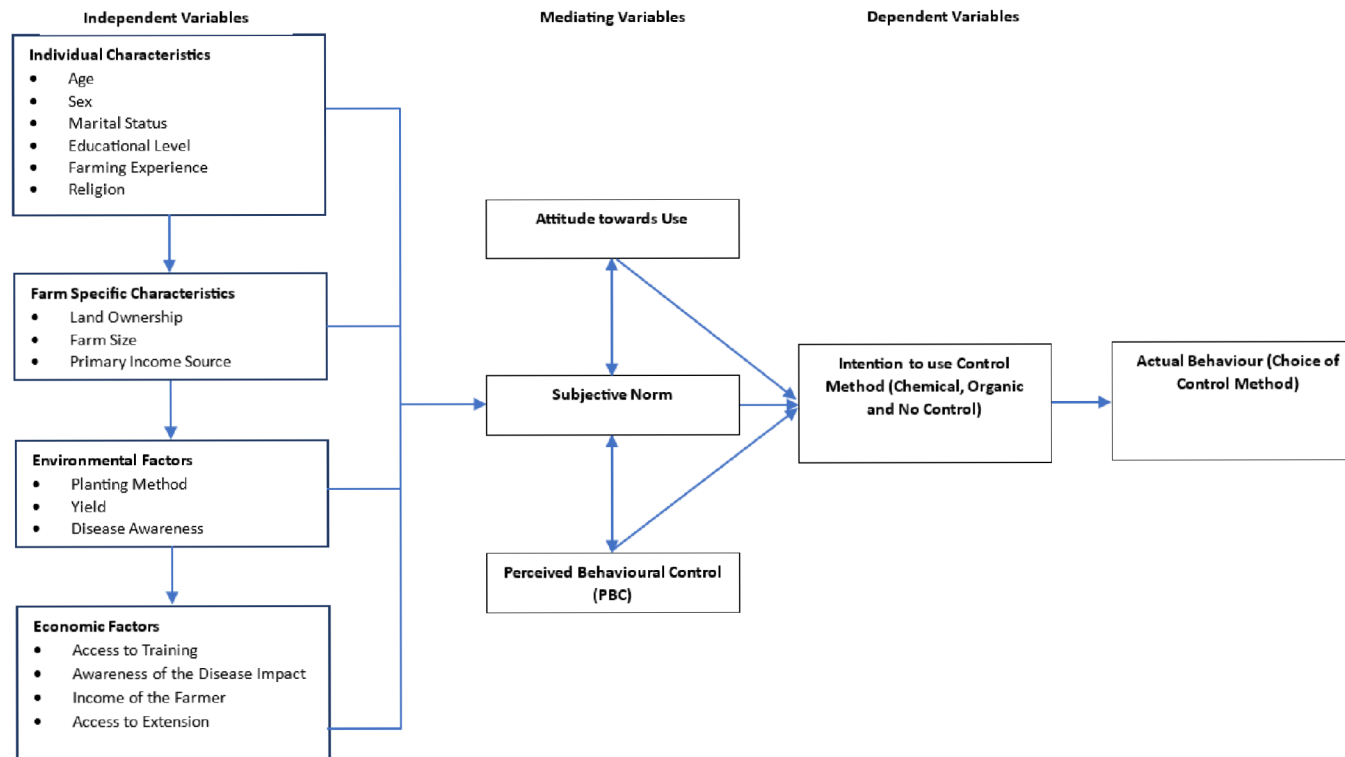 Independent Variables
Mediating Variables
Dependent Variables
Individual Characteristics
• Age
• Sex
• Marital Status
• Educational Level
• Farming Experience
• Religion
Farm Specific Characteristics
• Land Ownership
• Farm Size
• Primary Income Source
Environmental Factors
• Planting Method
• Yield
• Disease Awareness
Economic Factors
• Access to Training
• Awareness of the Disease Impact
• Income of the Farmer
• Access to Extension
Attitude towards Use
Subjective Norm
Perceived Behavioural Control
(PBC)
Intention to use Control
Method (Chemical, Organic
and No Control)
Actual Behaviour (Choice of
Control Method)